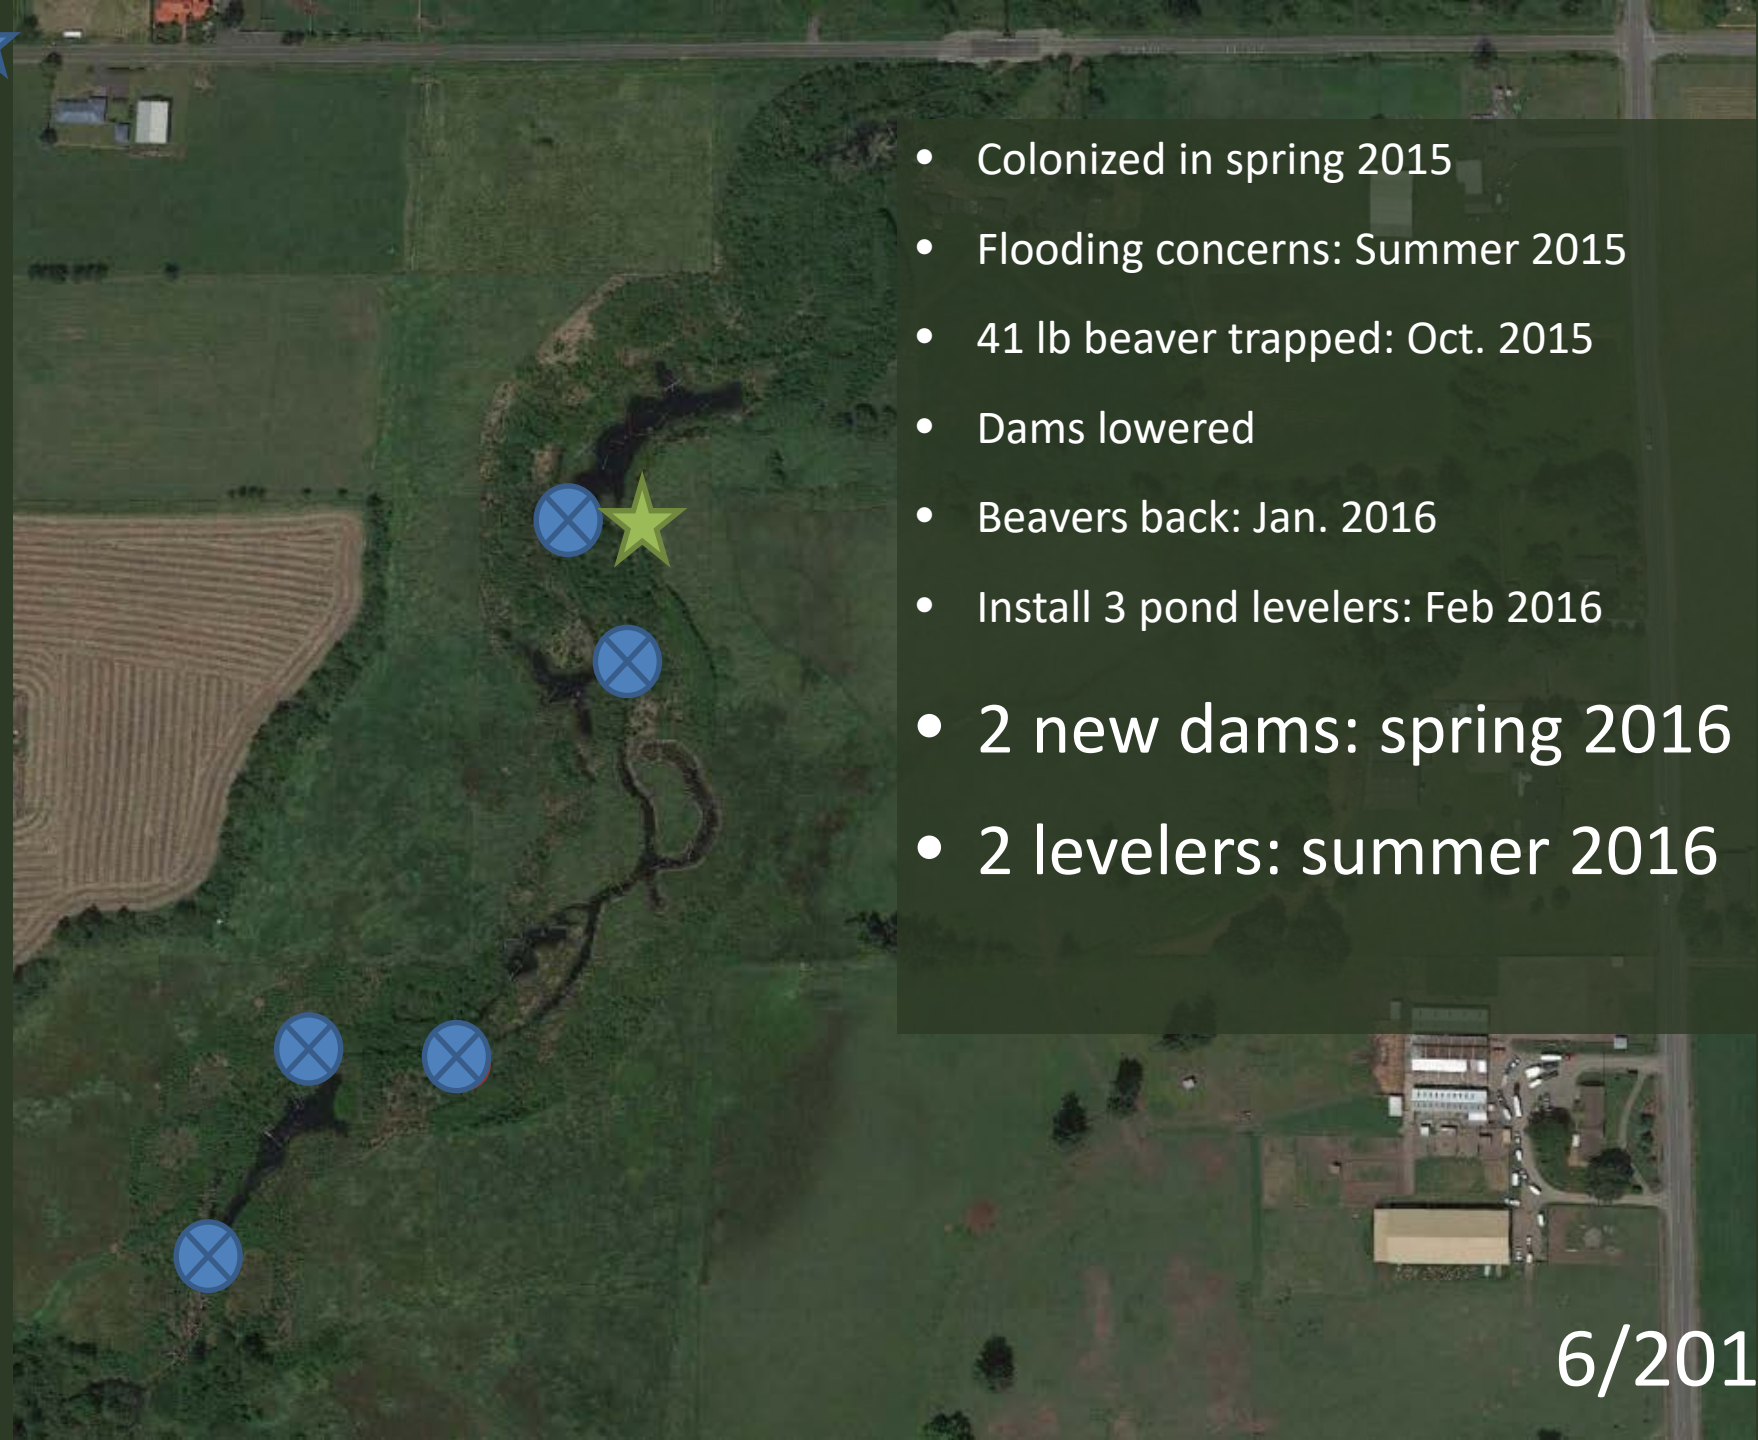 • Colonized in spring 2015
• Flooding concerns: Summer 2015
• 41 lb beaver trapped: Oct. 2015
• Dams lowered
• Beavers back: Jan. 2016
• Install 3 pond levelers: Feb 2016
• 2 new dams: spring 2016
• 2 levelers: summer 2016
6/201